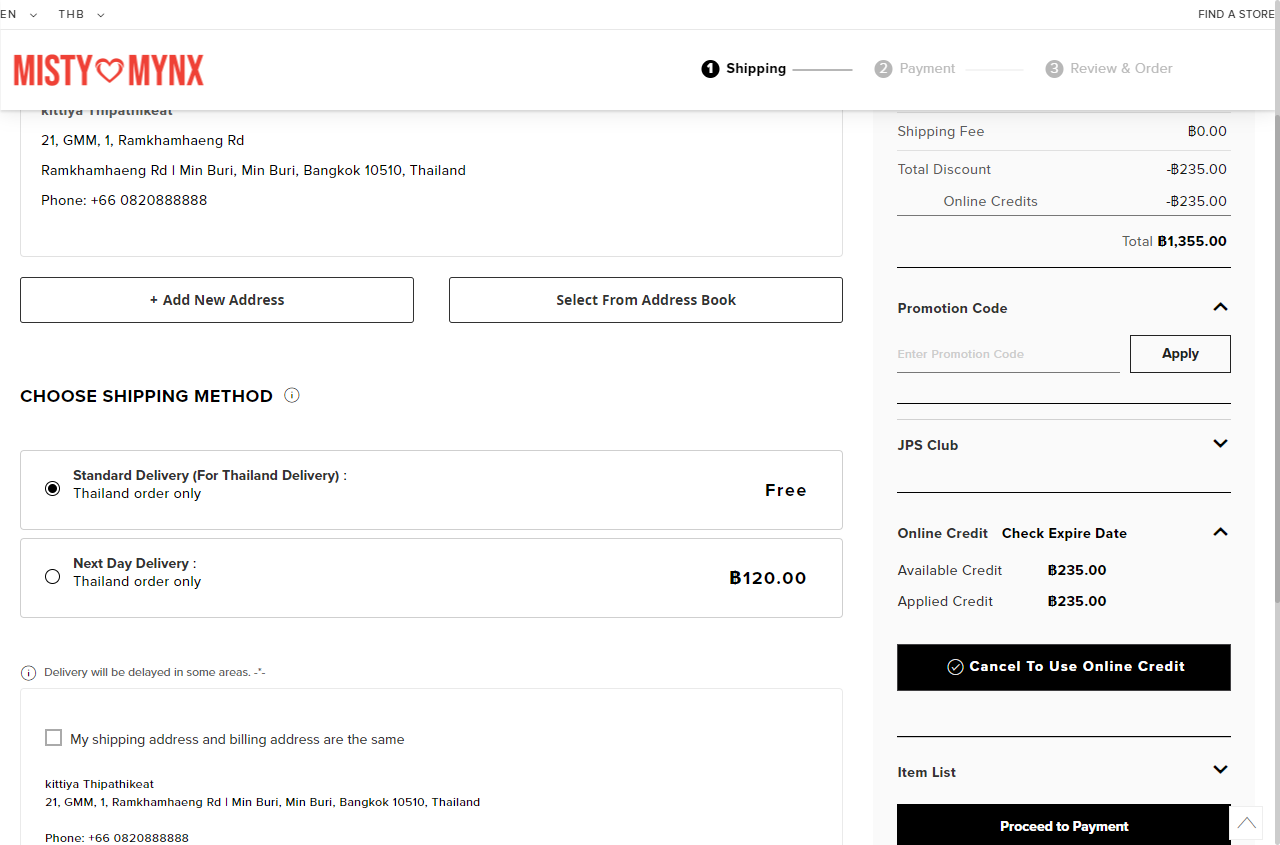 EN
THB
FIND A STORE
MISTY MYNX
1 Shipping
2 Payment
3 Review & Order
kittiya Thipathikeat
21, GMM, 1, Ramkhamhaeng Rd
Ramkhamhaeng Rd | Min Buri, Min Buri, Bangkok 10510, Thailand
Phone: +66 0820888888
+ Add New Address
Select From Address Book
CHOOSE SHIPPING METHOD
Standard Delivery (For Thailand Delivery) :
Thailand order only
Free
Next Day Delivery :
Thailand order only
฿120.00
Delivery will be delayed in some areas. -*-
My shipping address and billing address are the same
kittiya Thipathikeat
21, GMM, 1, Ramkhamhaeng Rd | Min Buri, Min Buri, Bangkok 10510, Thailand
Phone: +66 0820888888
Shipping Fee ฿0.00
Total Discount -฿235.00
Online Credits -฿235.00
Total ฿1,355.00
Promotion Code
Enter Promotion Code
Apply
JPS Club
Online Credit Check Expire Date
Available Credit ฿235.00
Applied Credit ฿235.00
Cancel To Use Online Credit
Item List
Proceed to Payment